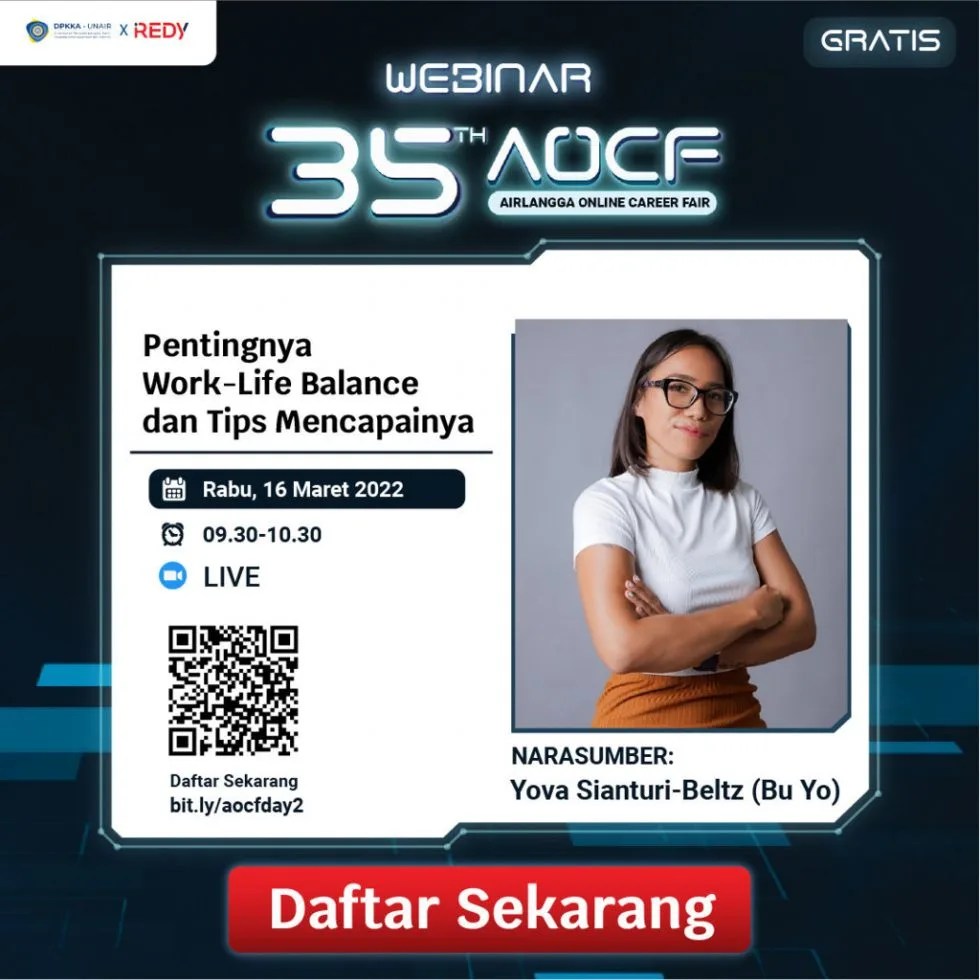 DPKKA - UNAIR
X REDY
GRATIS
WEBINAR
35TH AOCF
AIRLANGGA ONLINE CAREER FAIR
Pentingnya
Work-Life Balance
dan Tips Mencapainya
Rabu, 16 Maret 2022
09.30-10.30
LIVE
Daftar Sekarang
bit.ly/aocfday2
NARASUMBER:
Yova Sianturi-Beltz (Bu Yo)
Daftar Sekarang